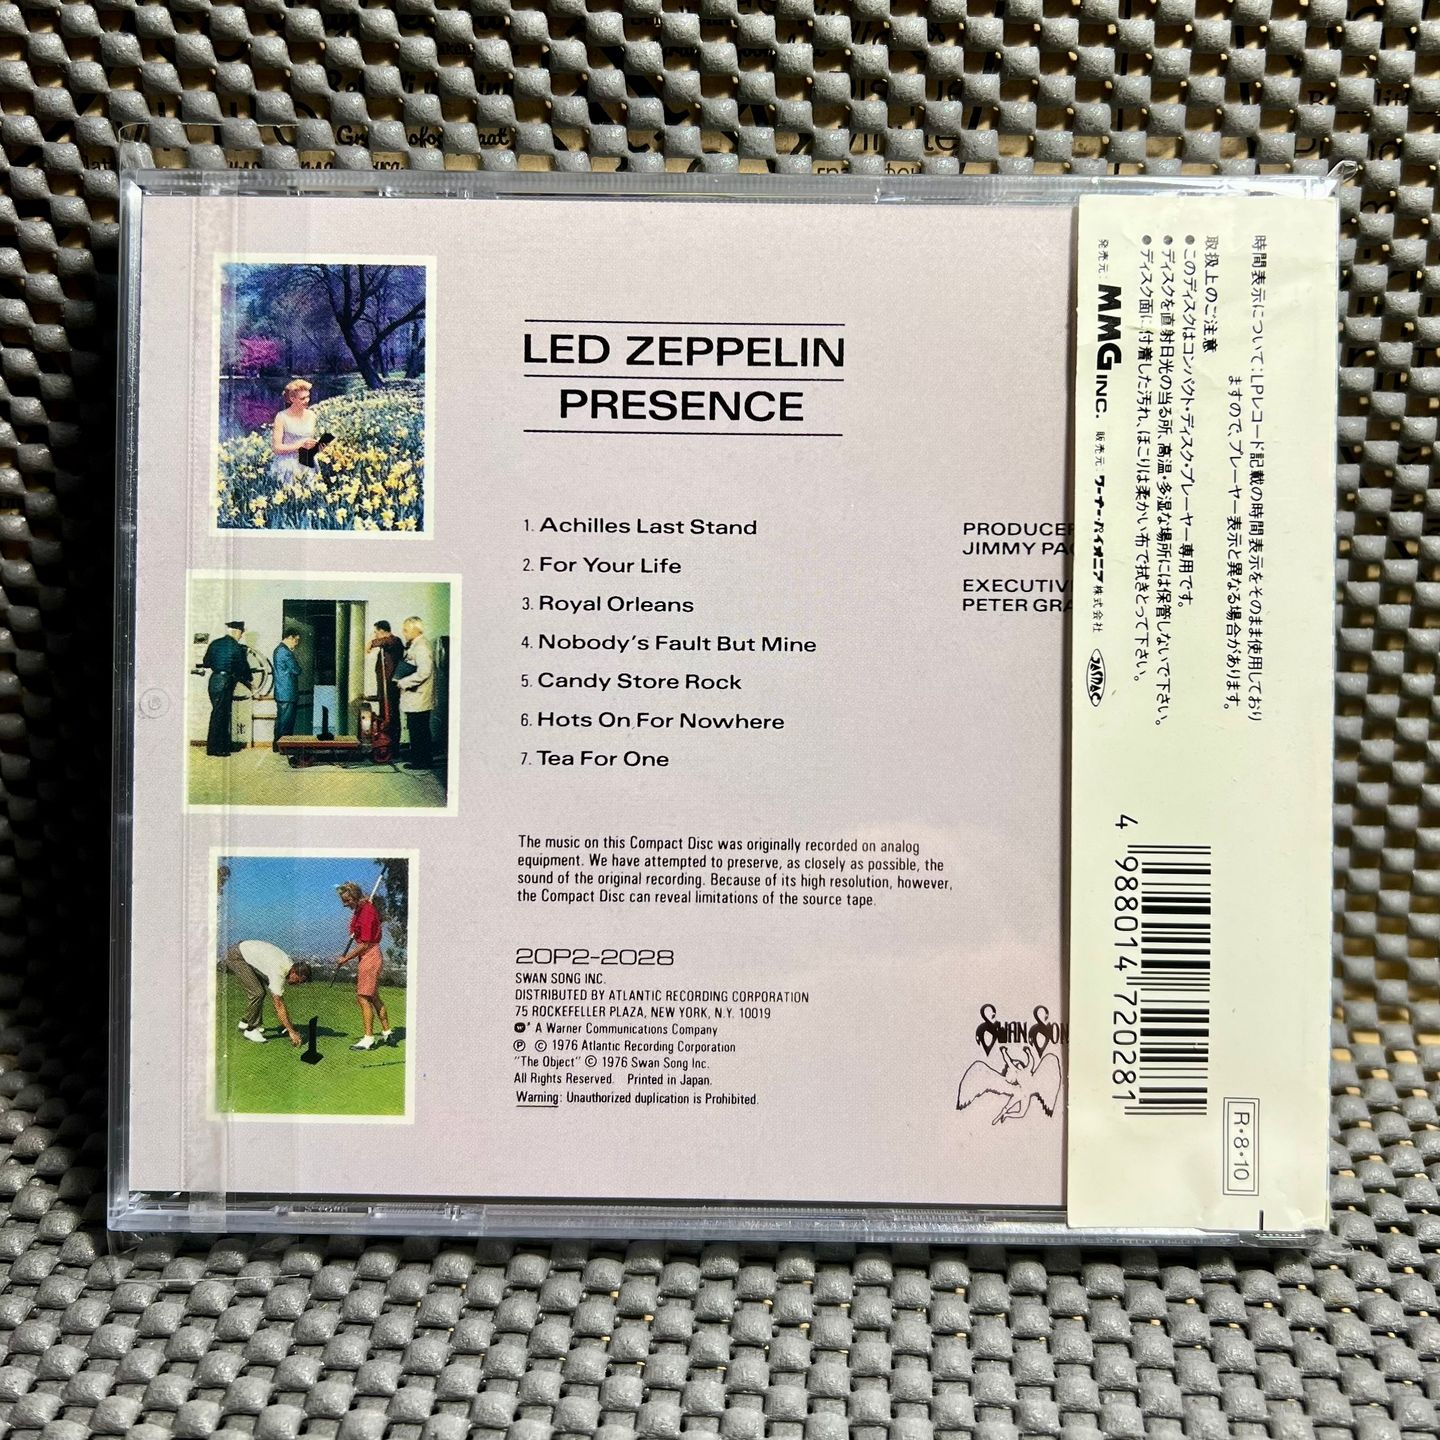 LED ZEPPELIN
PRESENCE
1. Achilles Last Stand
2. For Your Life
3. Royal Orleans
4. Nobody's Fault But Mine
5. Candy Store Rock
6. Hots On For Nowhere
7. Tea For One
PRODUCER
JIMMY PAG
EXECUTIV
PETER GRA
The music on this Compact Disc was originally recorded on analog
equipment. We have attempted to preserve, as closely as possible, the
sound of the original recording. Because of its high resolution, however,
the Compact Disc can reveal limitations of the source tape.
20P2-2028
SWAN SONG INC.
DISTRIBUTED BY ATLANTIC RECORDING CORPORATION
75 ROCKEFELLER PLAZA, NEW YORK, N.Y. 10019
A Warner Communications Company
Ⓟ © 1976 Atlantic Recording Corporation
"The Object" © 1976 Swan Song Inc.
All Rights Reserved. Printed in Japan.
Warning: Unauthorized duplication is Prohibited.
SWAN SON
時間表示について:LPレコード記載の時間表示をそのまま使用しており
ますので、プレーヤー表示と異なる場合があります。
取扱上のご注意
●このディスクはコンパクト・ディスク・プレーヤー専用です。
●ディスクを直射日光の当る所、高温・多湿な場所には保管しないで下さい。
●ディスク面に付着した汚れ、ほこりは柔かい布で拭きとって下さい。
発売元:MMG INC. 販売元:ワーナー・パイオニア株式会社
JASRAC
4 988014 720281
R・8・10